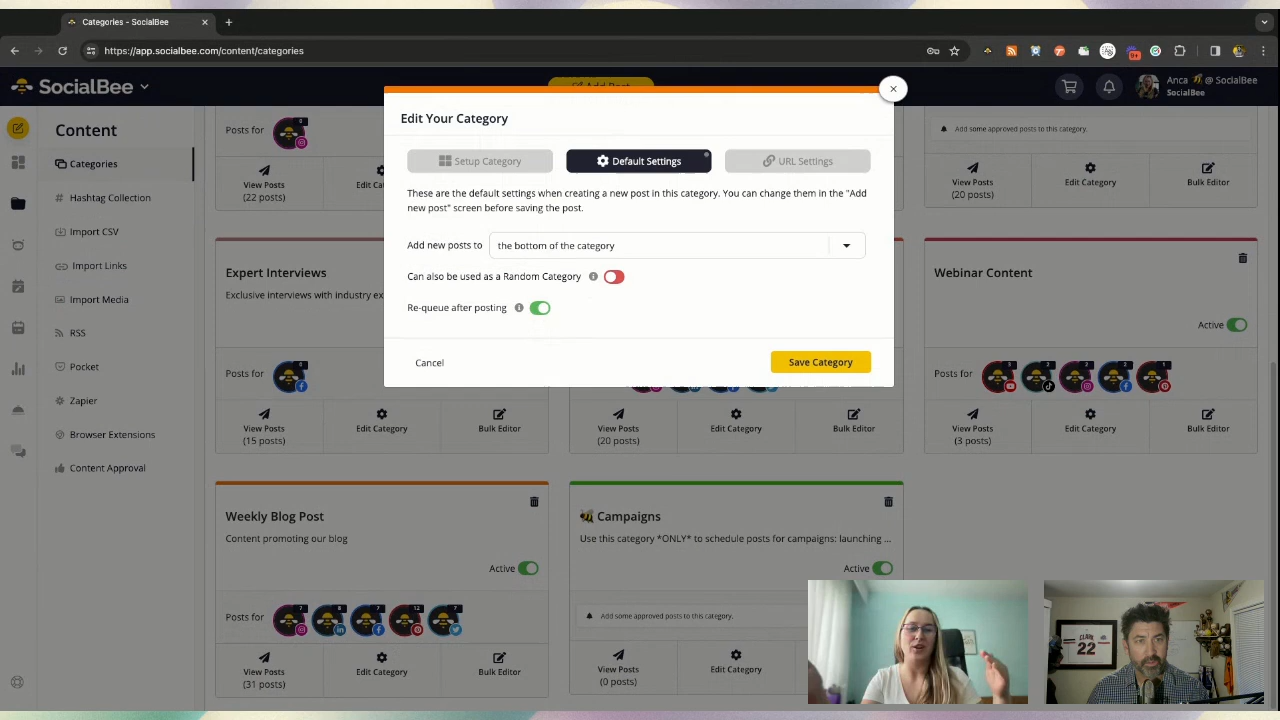 Categories - SocialBee
https://app.socialbee.com/content/categories
SocialBee
Anca @ SocialBee
SocialBee
Content
Categories
Hashtag Collection
Import CSV
Import Links
Import Media
RSS
Pocket
Zapier
Browser Extensions
Content Approval
Posts for
View Posts
(22 posts)
Add some approved posts to this category.
View Posts
(20 posts)
Edit Category
Bulk Editor
Edit Your Category
Setup Category
Default Settings
URL Settings
These are the default settings when creating a new post in this category. You can change them in the "Add
new post" screen before saving the post.
Add new posts to
the bottom of the category
Can also be used as a Random Category
Re-queue after posting
Cancel
Save Category
Expert Interviews
Exclusive interviews with industry
Posts for
View Posts
(15 posts)
Edit Category
Bulk Editor
View Posts
(20 posts)
Edit Category
Bulk Editor
Webinar Content
Active
Posts for
View Posts
(3 posts)
Edit Category
Bulk Editor
Weekly Blog Post
Content promoting our blog
Active
Posts for
View Posts
(31 posts)
Edit Category
Bulk Editor
Campaigns
Use this category *ONLY* to schedule posts for campaigns: launching ...
Active
Add some approved posts to this category.
View Posts
(0 posts)
Edit Category
CLARK
22